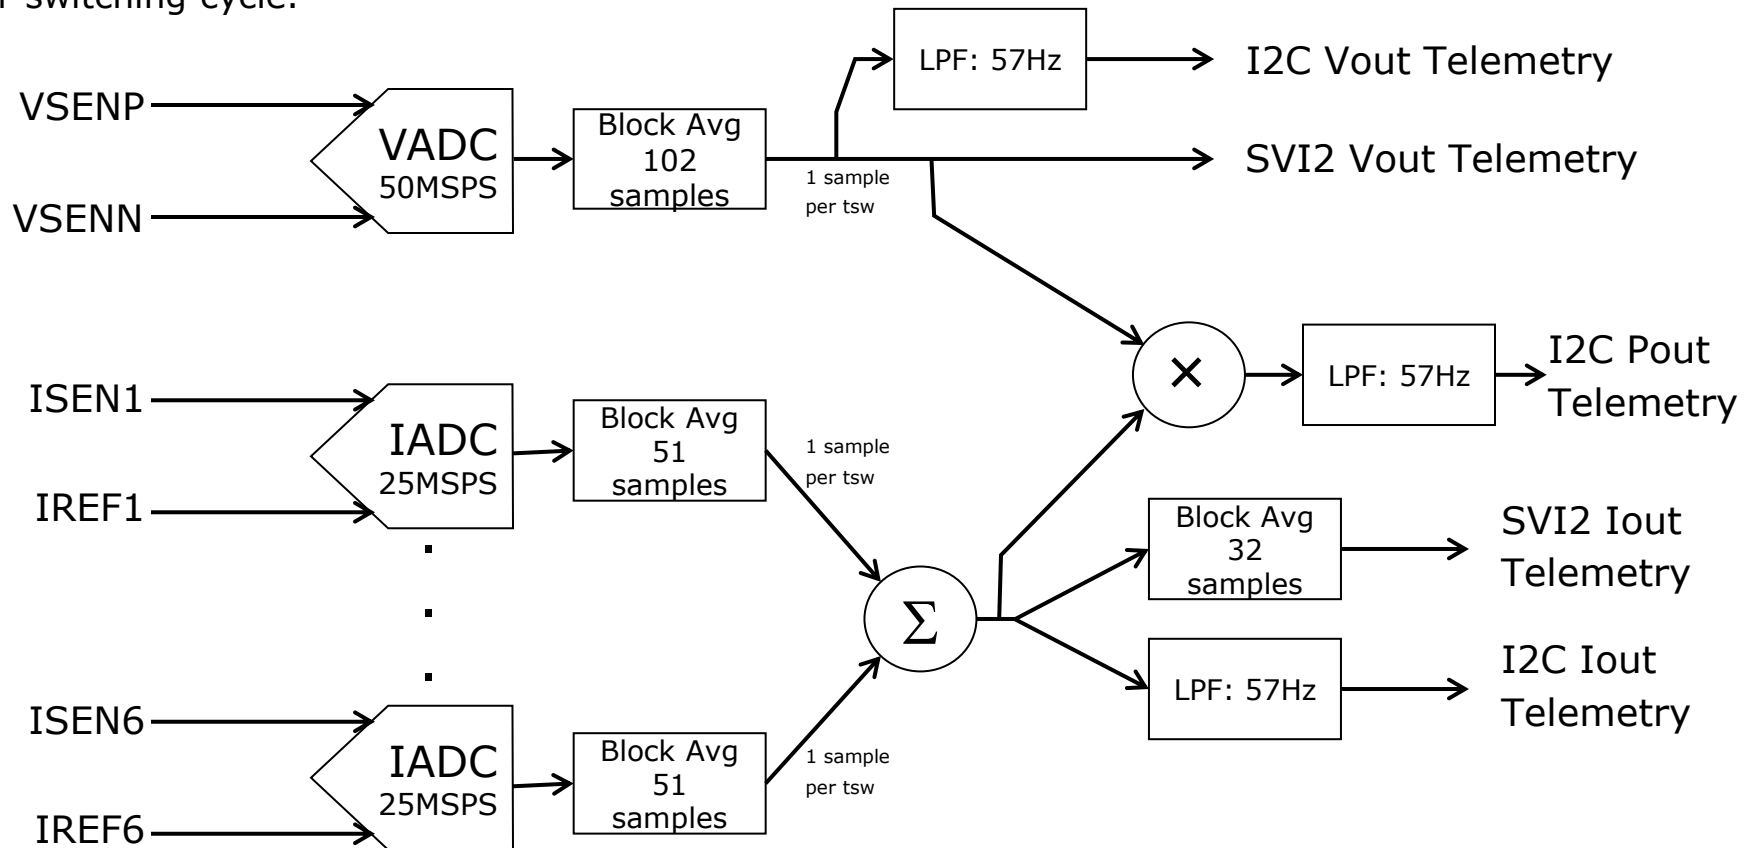 switching cycle.
LPF: 57Hz
I2C Vout Telemetry
VSENP
VADC
50MSPS
Block Avg
102
samples
SVI2 Vout Telemetry
1 sample
per tsw
VSENN
×
LPF: 57Hz
I2C Pout
Telemetry
ISEN1
IADC
25MSPS
Block Avg
51
samples
1 sample
per tsw
IREF1
Block Avg
32
samples
SVI2 Iout
Telemetry
Σ
LPF: 57Hz
I2C Iout
Telemetry
ISEN6
IADC
25MSPS
Block Avg
51
samples
1 sample
per tsw
IREF6